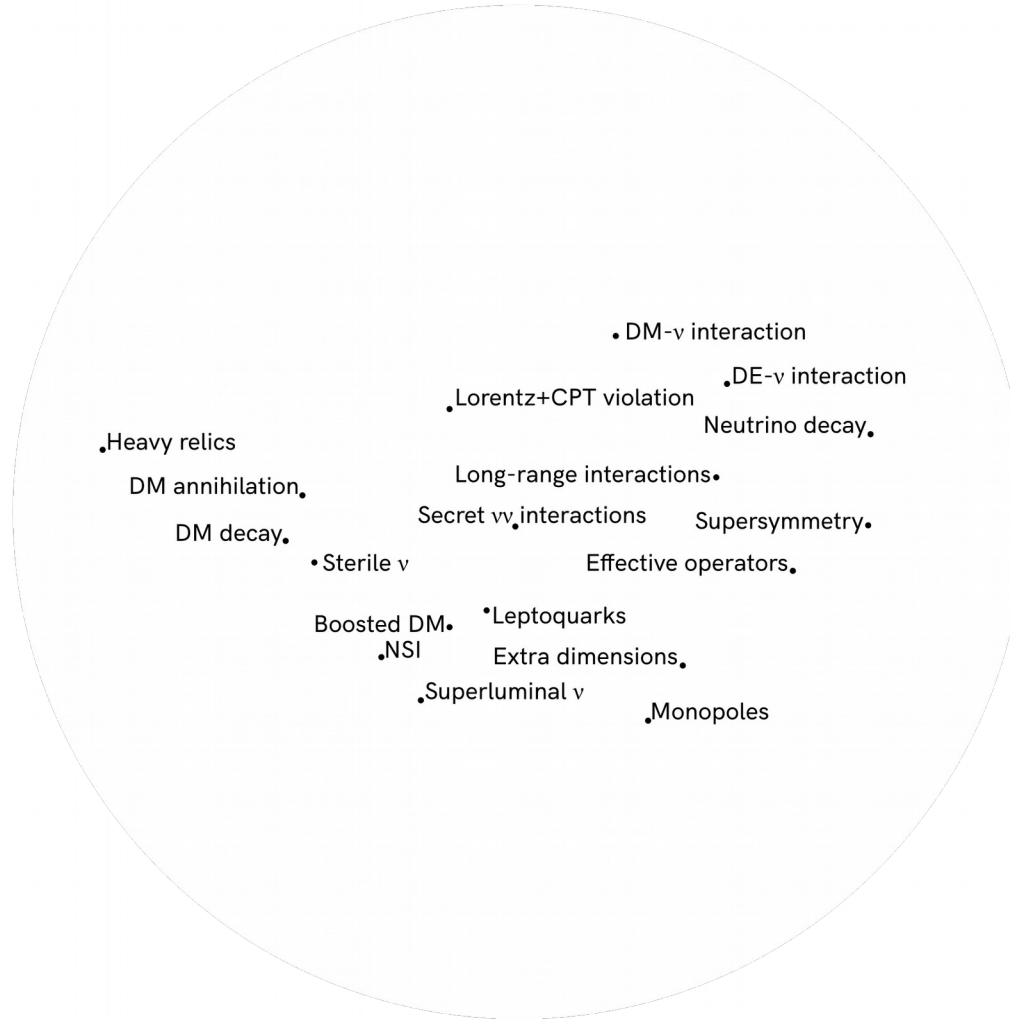 DM-ν interaction
DE-ν interaction
Lorentz+CPT violation
Neutrino decay
Heavy relics
Long-range interactions
DM annihilation
Secret νν interactions
Supersymmetry
DM decay
Sterile ν
Effective operators
Leptoquarks
Boosted DM
NSI
Extra dimensions
Superluminal ν
Monopoles